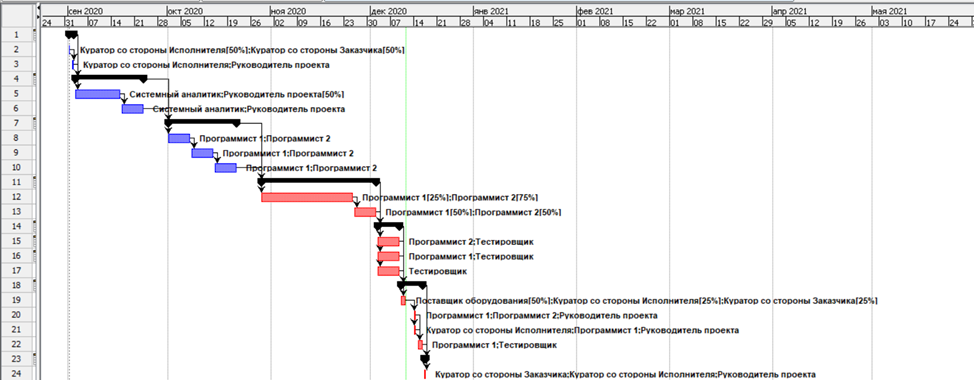 сен 2020 окт 2020 ноя 2020 дек 2020 янв 2021 фев 2021 мар 2021 апр 2021 мая 2021
24 31 07 14 21 28 05 12 19 26 02 09 16 23 30 07 14 21 28 04 11 18 25 01 08 15 22 01 08 15 22 29 05 12 19 26 03 10 17 24
1
2 Куратор со стороны Исполнителя[50%];Куратор со стороны Заказчика[50%]
3 Куратор со стороны Исполнителя;Руководитель проекта
4
5 Системный аналитик;Руководитель проекта[50%]
6 Системный аналитик;Руководитель проекта
7
8 Программист 1;Программист 2
9 Программист 1;Программист 2
10 Программист 1;Программист 2
11
12 Программист 1[25%];Программист 2[75%]
13 Программист 1[50%];Программист 2[50%]
14
15 Программист 2;Тестировщик
16 Программист 1;Тестировщик
17 Тестировщик
18
19 Поставщик оборудования[50%];Куратор со стороны Исполнителя[25%];Куратор со стороны Заказчика[25%]
20 Программист 1;Программист 2;Руководитель проекта
21 Куратор со стороны Исполнителя;Программист 1;Руководитель проекта
22 Программист 1;Тестировщик
23
24 Куратор со стороны Заказчика;Куратор со стороны Исполнителя;Руководитель проекта